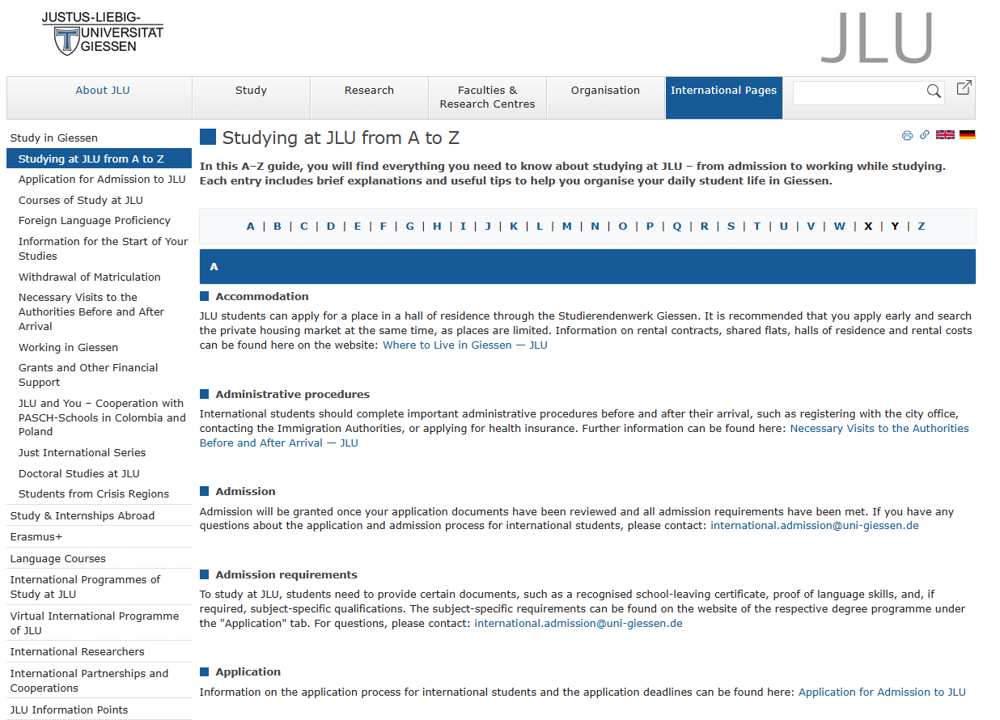 JUSTUS-LIEBIG-
UNIVERSITÄT
GIESSEN
JLU
About JLU
Study
Research
Faculties &
Research Centres
Organisation
International Pages
Study in Giessen
Studying at JLU from A to Z
Application for Admission to JLU
Courses of Study at JLU
Foreign Language Proficiency
Information for the Start of Your
Studies
Withdrawal of Matriculation
Necessary Visits to the
Authorities Before and After
Arrival
Working in Giessen
Grants and Other Financial
Support
JLU and You – Cooperation with
PASCH-Schools in Colombia and
Poland
Just International Series
Doctoral Studies at JLU
Students from Crisis Regions
Study & Internships Abroad
Erasmus+
Language Courses
International Programmes of
Study at JLU
Virtual International Programme
of JLU
International Researchers
International Partnerships and
Cooperations
JLU Information Points
Studying at JLU from A to Z
In this A–Z guide, you will find everything you need to know about studying at JLU – from admission to working while studying.
Each entry includes brief explanations and useful tips to help you organise your daily student life in Giessen.
A | B | C | D | E | F | G | H | I | J | K | L | M | N | O | P | Q | R | S | T | U | V | W | X | Y | Z
A
Accommodation
JLU students can apply for a place in a hall of residence through the Studierendenwerk Giessen. It is recommended that you apply early and search
the private housing market at the same time, as places are limited. Information on rental contracts, shared flats, halls of residence and rental costs
can be found here on the website: Where to Live in Giessen — JLU
Administrative procedures
International students should complete important administrative procedures before and after their arrival, such as registering with the city office,
contacting the Immigration Authorities, or applying for health insurance. Further information can be found here: Necessary Visits to the Authorities
Before and After Arrival — JLU
Admission
Admission will be granted once your application documents have been reviewed and all admission requirements have been met. If you have any
questions about the application and admission process for international students, please contact: international.admission@uni-giessen.de
Admission requirements
To study at JLU, students need to provide certain documents, such as a recognised school-leaving certificate, proof of language skills, and, if
required, subject-specific qualifications. The subject-specific requirements can be found on the website of the respective degree programme under
the "Application" tab. For questions, please contact: international.admission@uni-giessen.de
Application
Information on the application process for international students and the application deadlines can be found here: Application for Admission to JLU